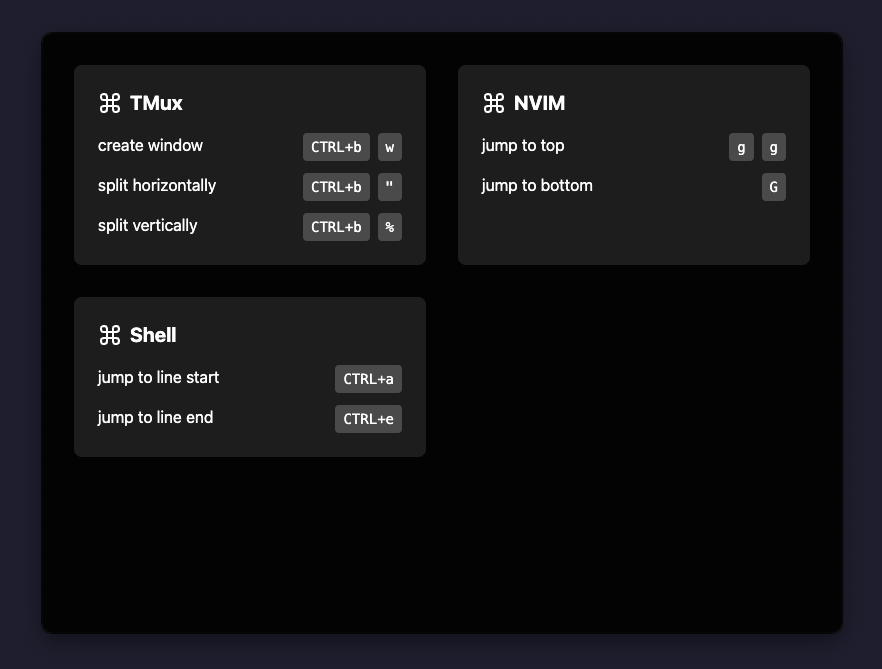 ⌘ TMux
create window CTRL+b w
split horizontally CTRL+b "
split vertically CTRL+b %
⌘ NVIM
jump to top g g
jump to bottom G
⌘ Shell
jump to line start CTRL+a
jump to line end CTRL+e